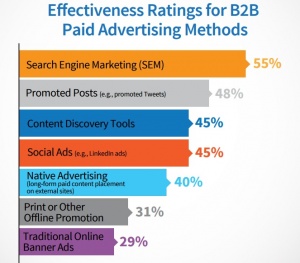 Effectiveness Ratings for B2B
Paid Advertising Methods
Search Engine Marketing (SEM) 55%
Promoted Posts (e.g., promoted Tweets) 48%
Content Discovery Tools 45%
Social Ads (e.g., LinkedIn ads) 45%
Native Advertising
(long-form paid content placement
on external sites) 40%
Print or Other
Offline Promotion 31%
Traditional Online
Banner Ads 29%